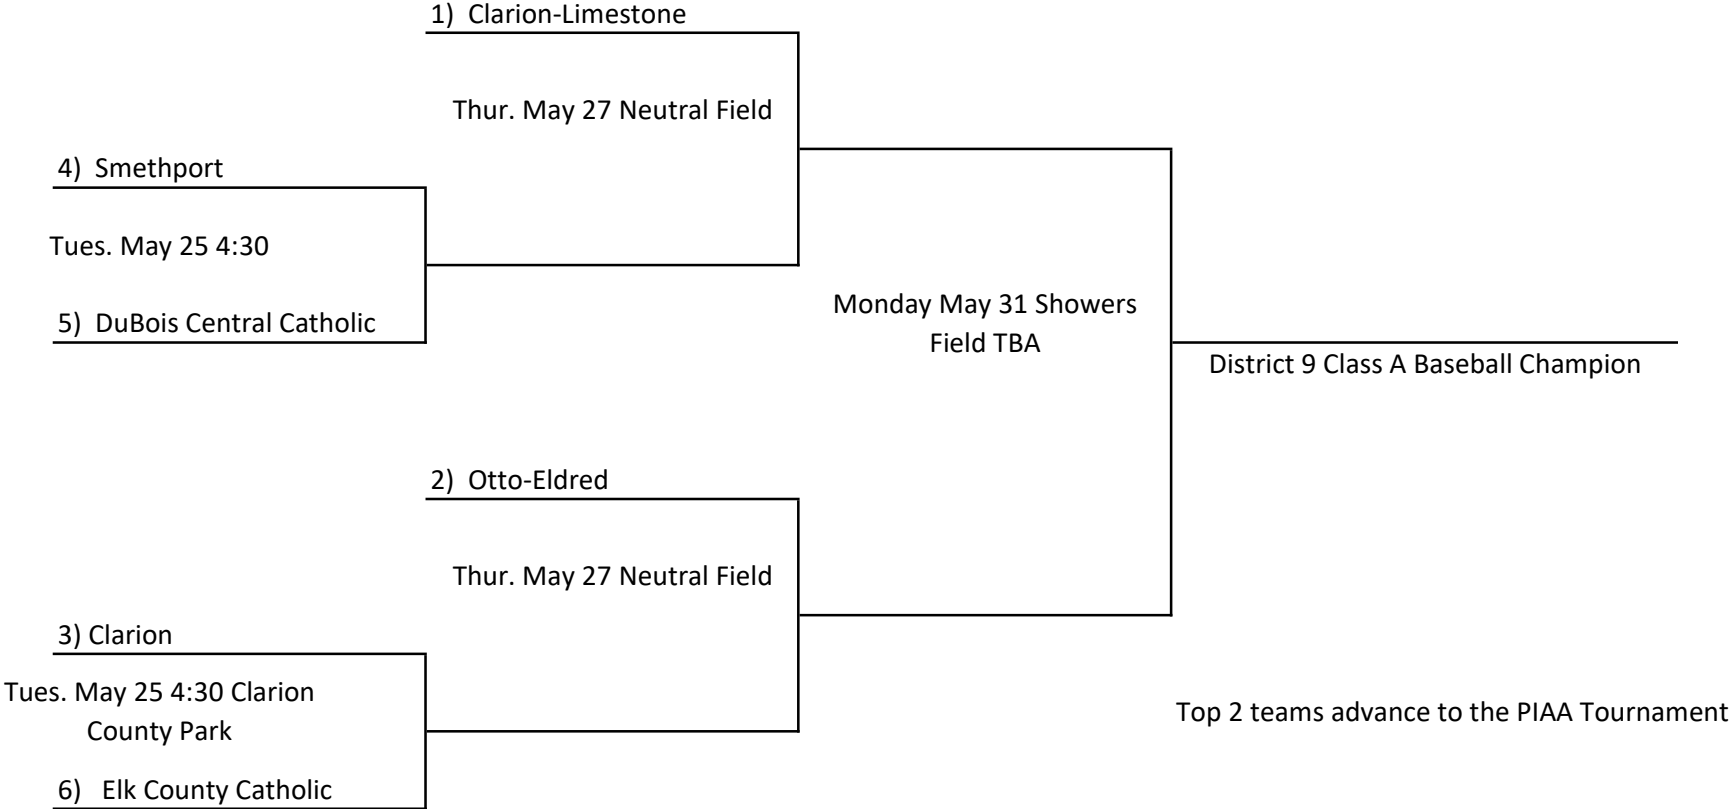 1) Clarion-Limestone
Thur. May 27 Neutral Field
4) Smethport
Tues. May 25 4:30
5) DuBois Central Catholic
Monday May 31 Showers
Field TBA
District 9 Class A Baseball Champion
2) Otto-Eldred
Thur. May 27 Neutral Field
3) Clarion
Tues. May 25 4:30 Clarion
County Park
6) Elk County Catholic
Top 2 teams advance to the PIAA Tournament